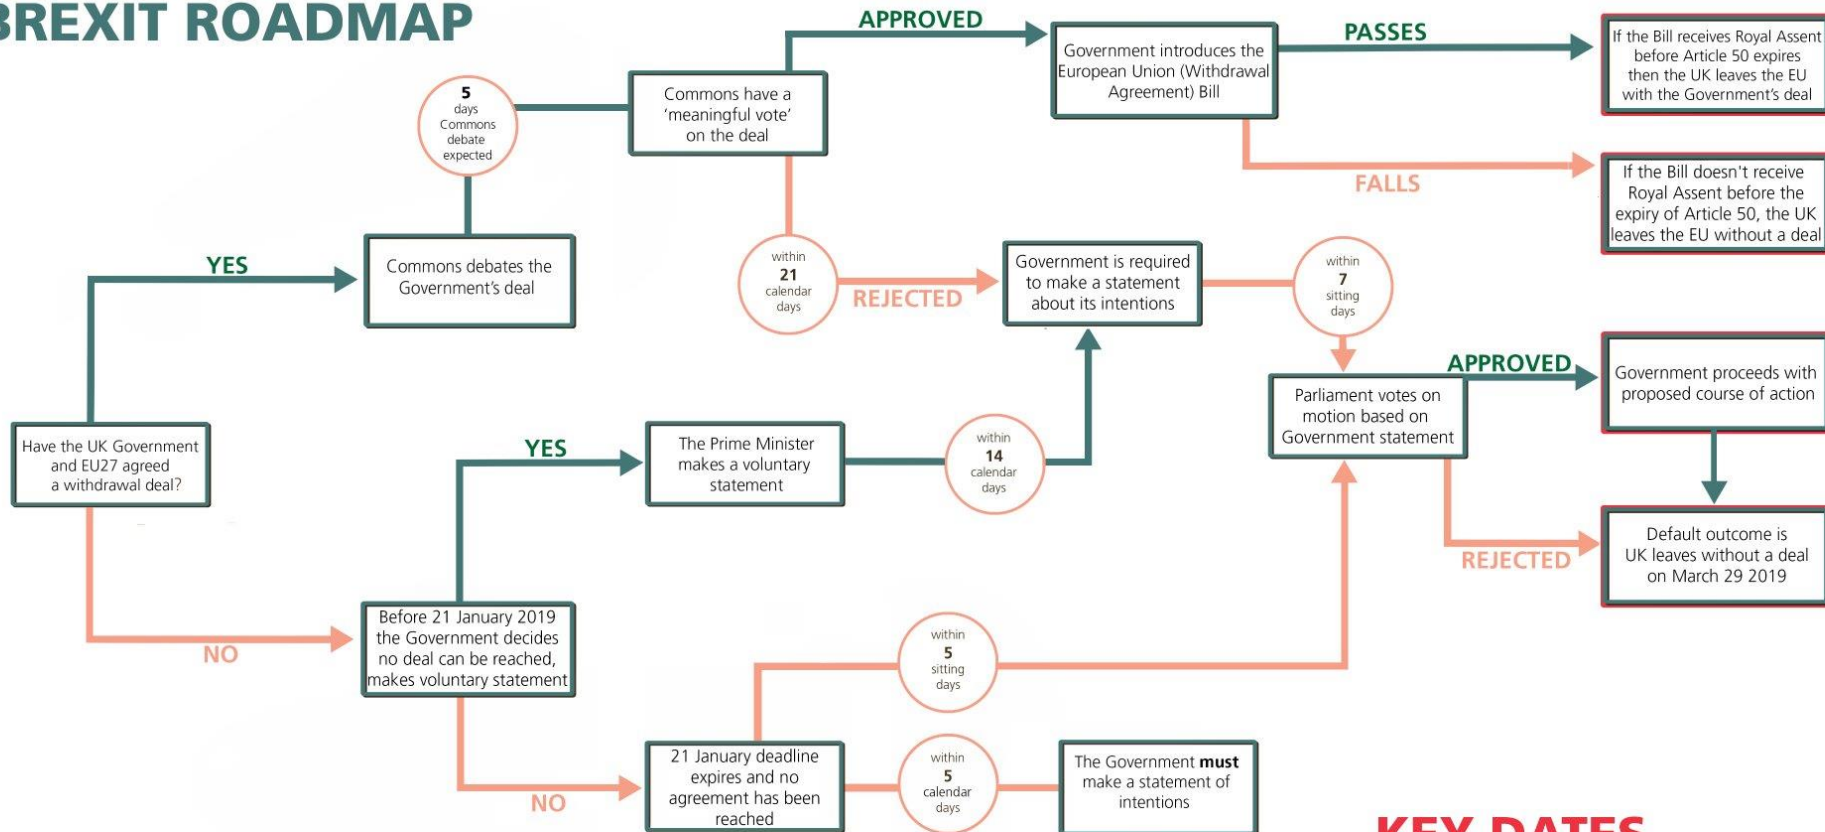 BREXIT ROADMAP
APPROVED
Government introduces the
European Union (Withdrawal
Agreement) Bill
PASSES
If the Bill receives Royal Assent
before Article 50 expires
then the UK leaves the EU
with the Government's deal
5
days
Commons
debate
expected
Commons have a
'meaningful vote'
on the deal
FALLS
If the Bill doesn't receive
Royal Assent before the
expiry of Article 50, the UK
leaves the EU without a deal
YES
Commons debates the
Government's deal
within
21
calendar
days
REJECTED
Government is required
to make a statement
about its intentions
within
7
sitting
days
Have the UK Government
and EU27 agreed
a withdrawal deal?
YES
The Prime Minister
makes a voluntary
statement
within
14
calendar
days
Parliament votes on
motion based on
Government statement
APPROVED
Government proceeds with
proposed course of action
REJECTED
Default outcome is
UK leaves without a deal
on March 29 2019
NO
Before 21 January 2019
the Government decides
no deal can be reached,
makes voluntary statement
within
5
sitting
days
NO
21 January deadline
expires and no
agreement has been
reached
within
5
calendar
days
The Government must
make a statement of
intentions
KEY DATES